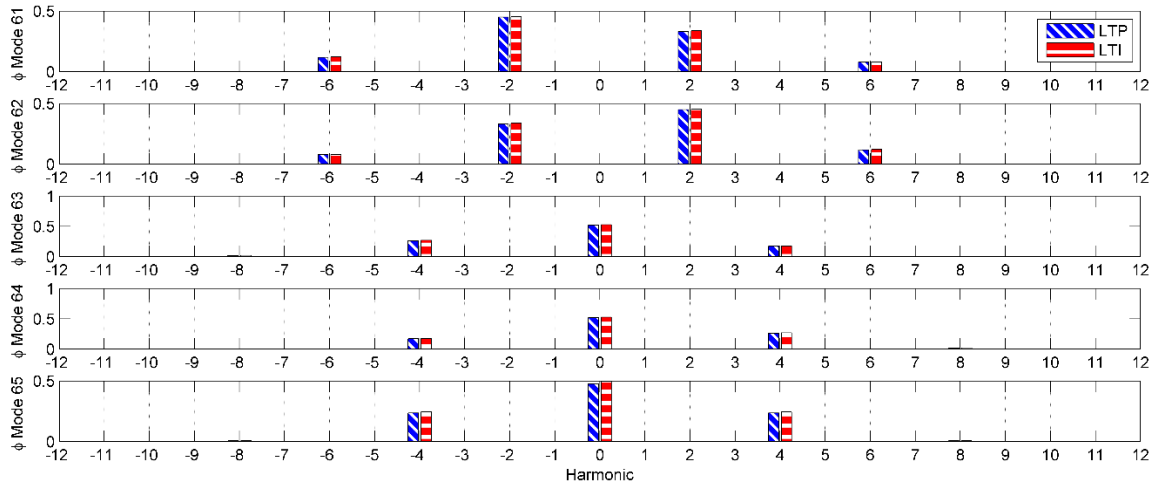 0.5
LTP
LTI
0
ϕ Mode 61
-12 -11 -10 -9 -8 -7 -6 -5 -4 -3 -2 -1 0 1 2 3 4 5 6 7 8 9 10 11 12
0.5
0
ϕ Mode 62
-12 -11 -10 -9 -8 -7 -6 -5 -4 -3 -2 -1 0 1 2 3 4 5 6 7 8 9 10 11 12
1
0.5
0
ϕ Mode 63
-12 -11 -10 -9 -8 -7 -6 -5 -4 -3 -2 -1 0 1 2 3 4 5 6 7 8 9 10 11 12
1
0.5
0
ϕ Mode 64
-12 -11 -10 -9 -8 -7 -6 -5 -4 -3 -2 -1 0 1 2 3 4 5 6 7 8 9 10 11 12
0.5
0
ϕ Mode 65
-12 -11 -10 -9 -8 -7 -6 -5 -4 -3 -2 -1 0 1 2 3 4 5 6 7 8 9 10 11 12
Harmonic